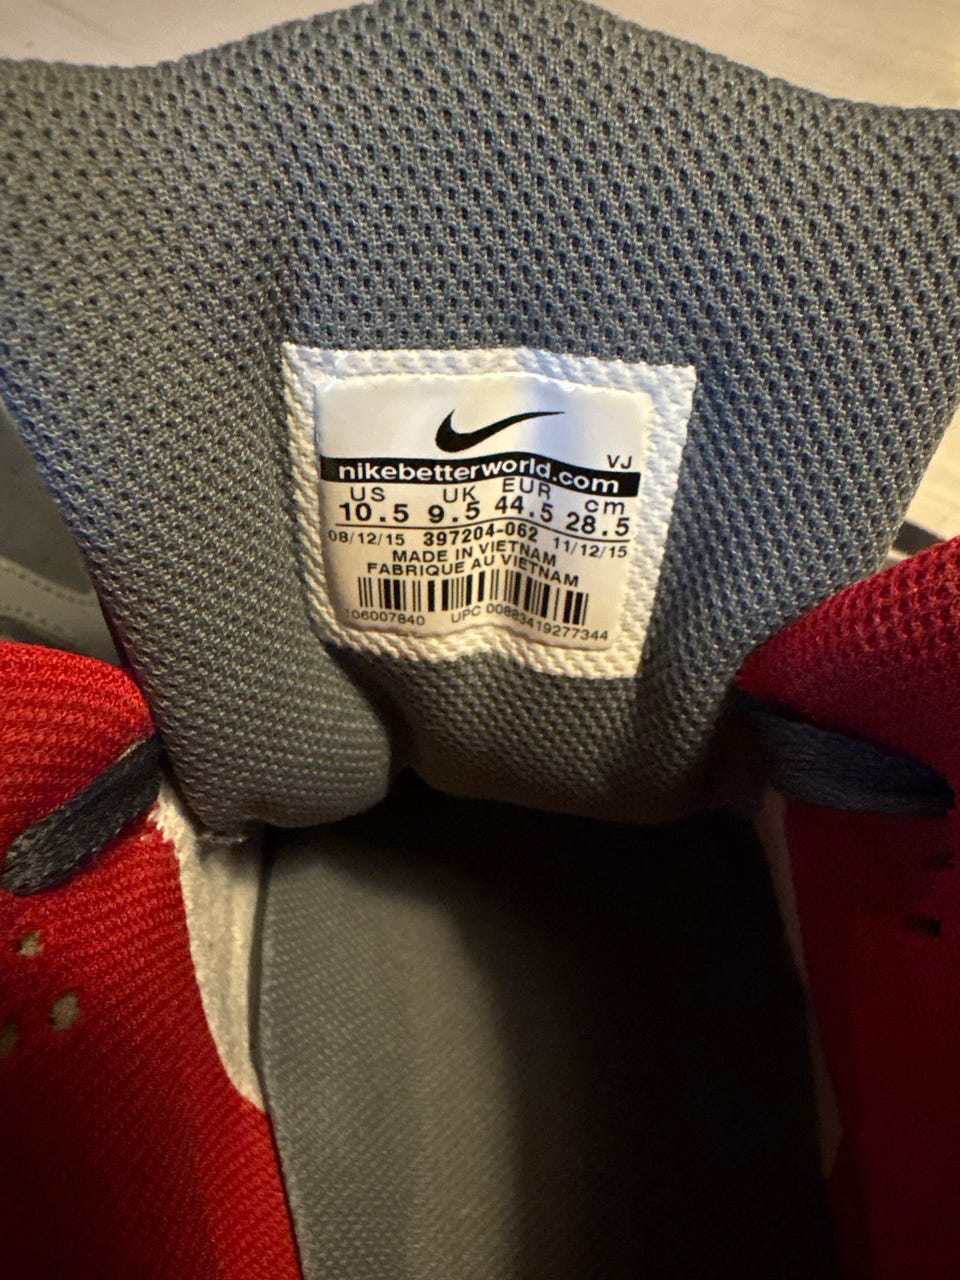 VJ
nikebetterworld.com
US UK EUR cm
10.5 9.5 44.5 28.5
08/12/15 397204-062 11/12/15
MADE IN VIETNAM
FABRIQUE AU VIETNAM
106007840 UPC 00883419277344